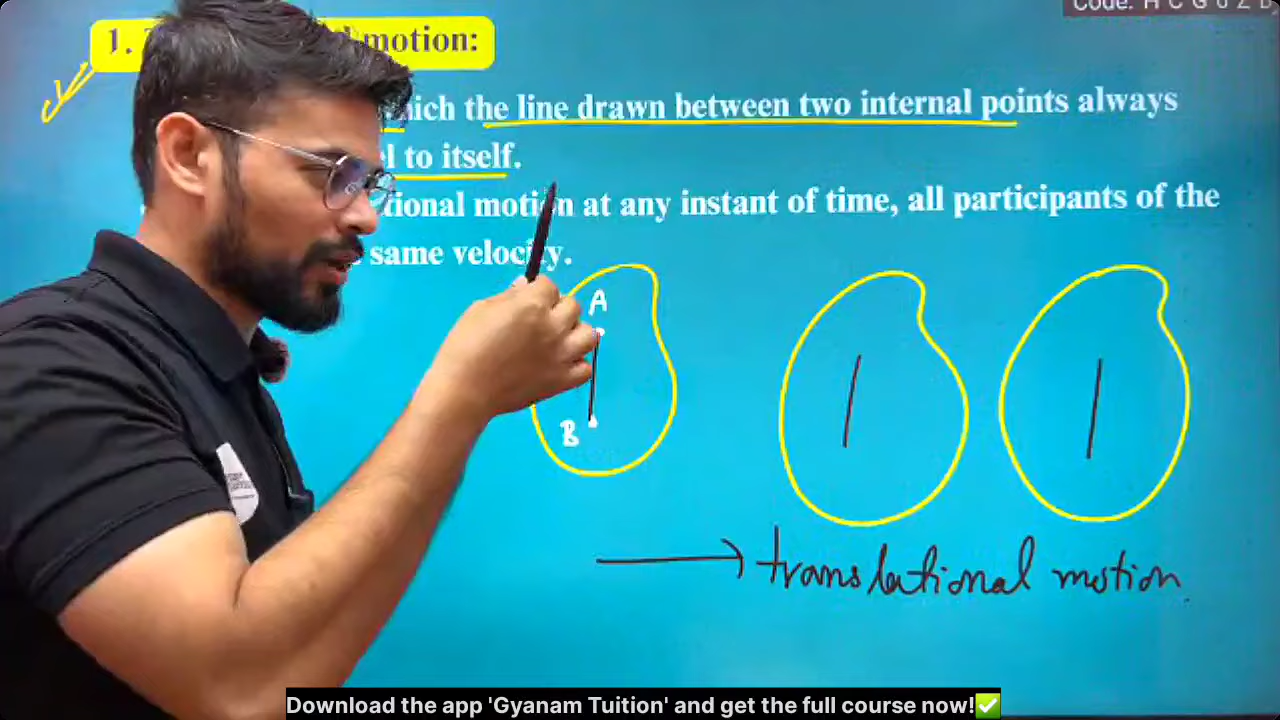 Code: H C G 0 Z D
1. motion:
which the line drawn between two internal points always
to itself.
motion at any instant of time, all participants of the
same velocity.
A
B
translational motion
Download the app 'Gyanam Tuition' and get the full course now!✅